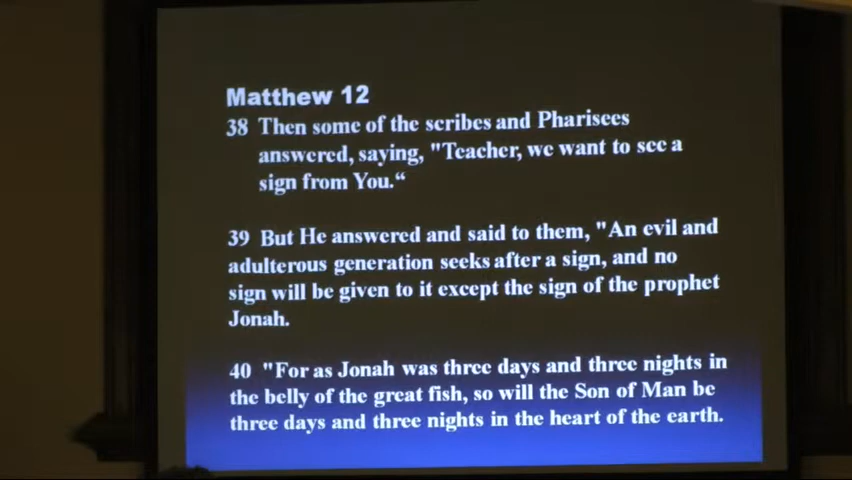 Matthew 12
38 Then some of the scribes and Pharisees
answered, saying, "Teacher, we want to see a
sign from You.“
39 But He answered and said to them, "An evil and
adulterous generation seeks after a sign, and no
sign will be given to it except the sign of the prophet
Jonah.
40 "For as Jonah was three days and three nights in
the belly of the great fish, so will the Son of Man be
three days and three nights in the heart of the earth.